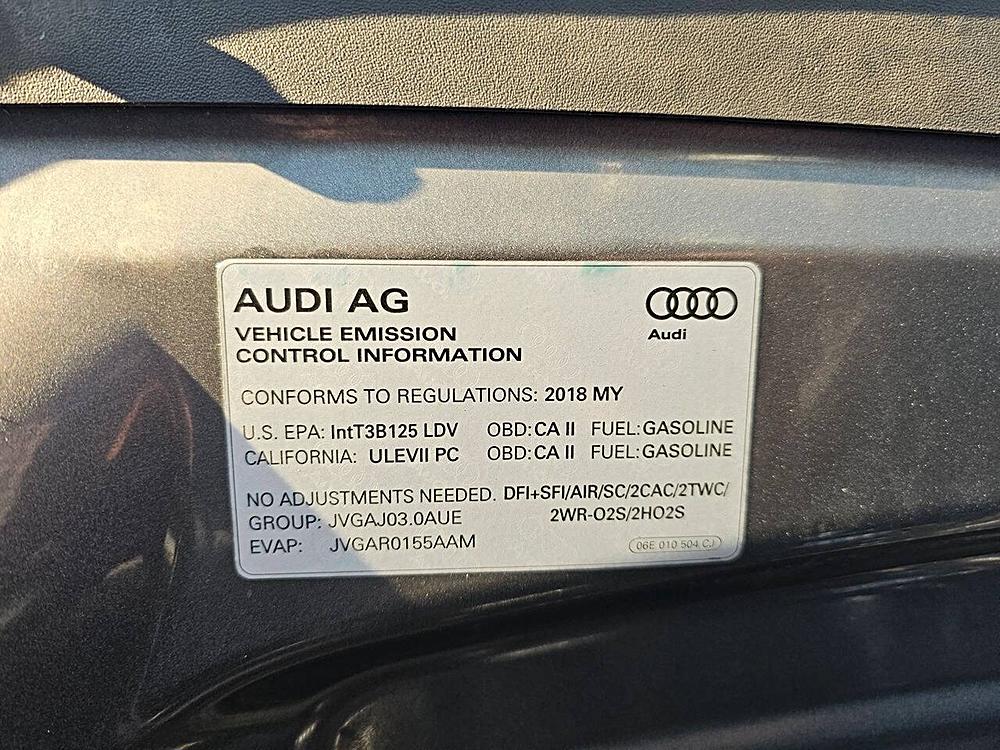 AUDI AG
Audi
VEHICLE EMISSION
CONTROL INFORMATION
CONFORMS TO REGULATIONS: 2018 MY
U.S. EPA: IntT3B125 LDV OBD:CA II FUEL:GASOLINE
CALIFORNIA: ULEVII PC OBD:CA II FUEL:GASOLINE
NO ADJUSTMENTS NEEDED. DFI+SFI/AIR/SC/2CAC/2TWC/
2WR-O2S/2HO2S
GROUP: JVGAJ03.0AUE
EVAP: JVGAR0155AAM
06E 010 504 CJ